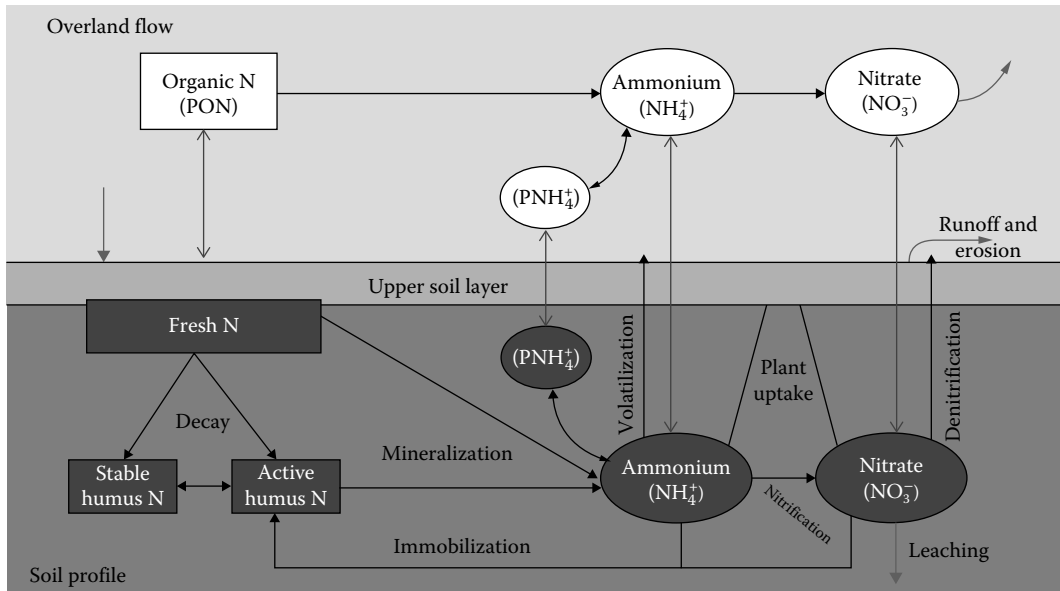 Overland flow
Organic N
(PON)
Ammonium
(NH₄⁺)
Nitrate
(NO₃⁻)
(PNH₄⁺)
Runoff and
erosion
Upper soil layer
Fresh N
(PNH₄⁺)
Volatilization
Plant
uptake
Denitrification
Decay
Mineralization
Stable
humus N
Active
humus N
Ammonium
(NH₄⁺)
Nitrate
(NO₃⁻)
Nitrification
Immobilization
Leaching
Soil profile